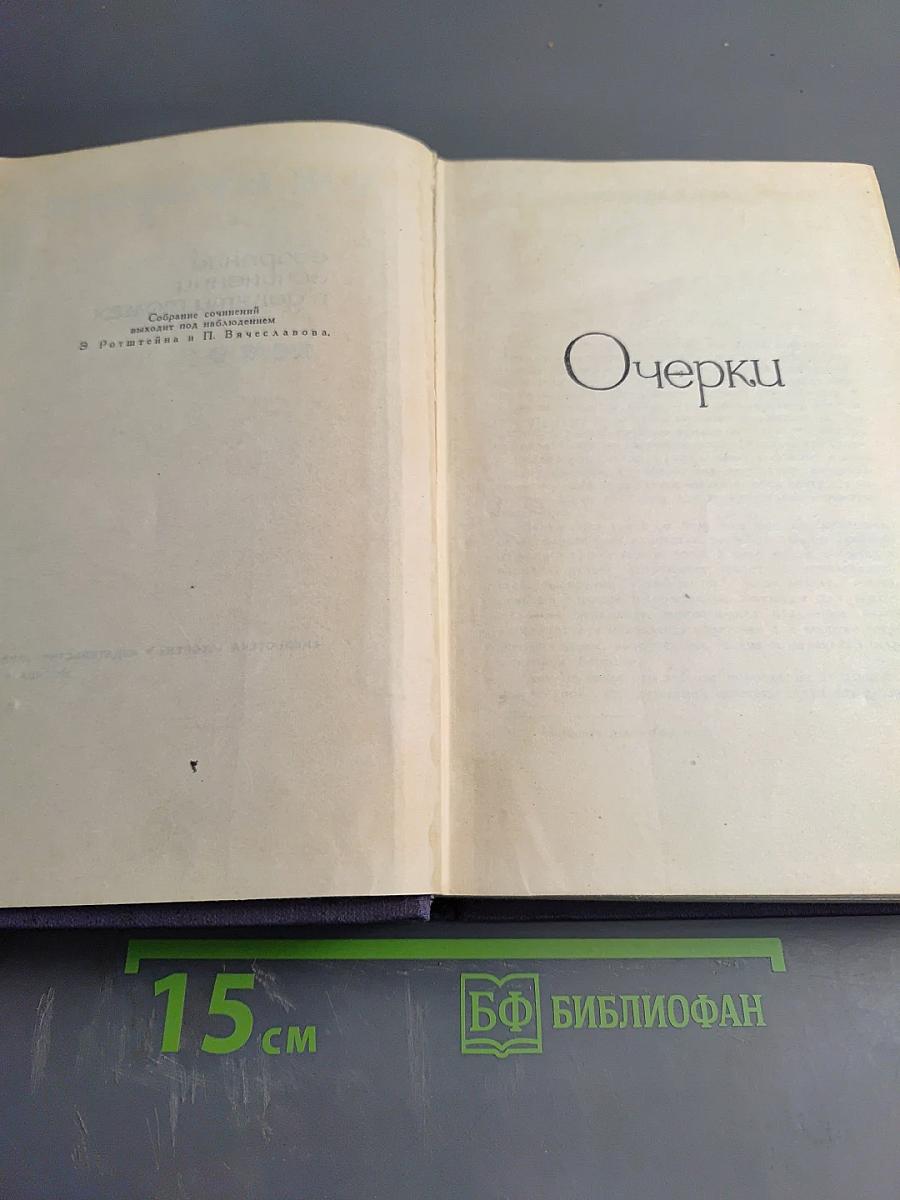 Собрание сочинений
выходит под наблюдением
Э Ротштейна и П. Вячеславова.
Очерки
15 см
БФ БИБЛИОФАН